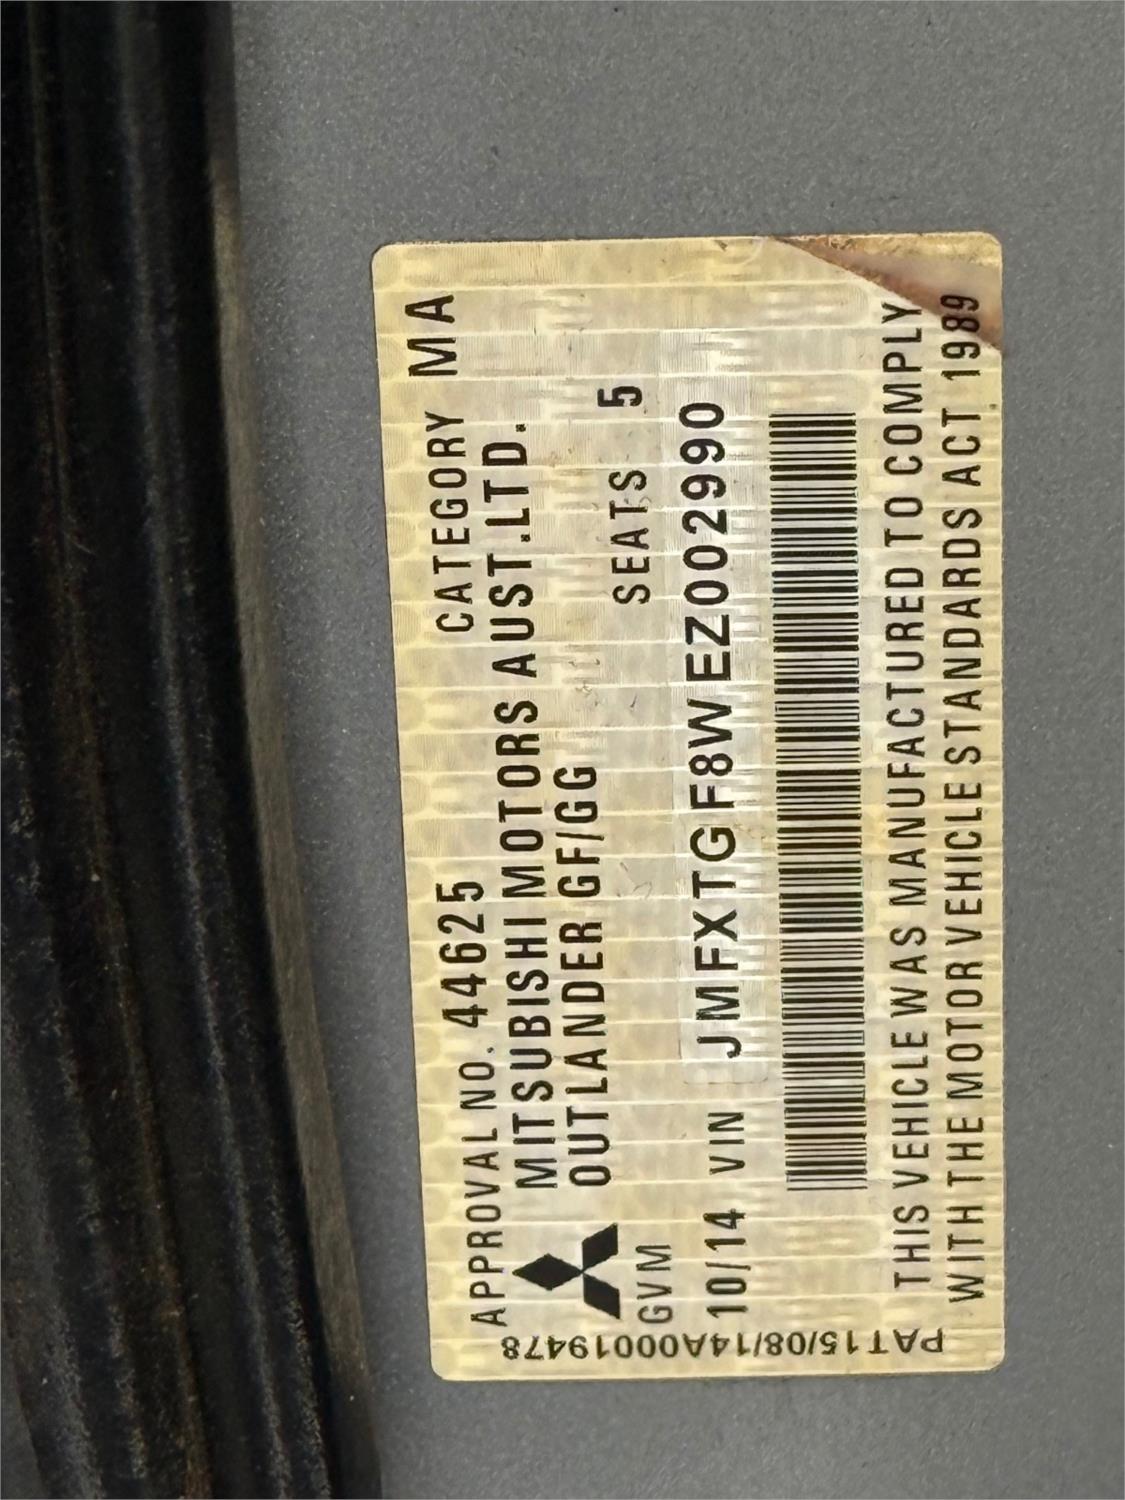 APPROVAL NO. 44625 CATEGORY MA
MITSUBISHI MOTORS AUST.LTD.
OUTLANDER GF/GG
GVM SEATS 5
10/14 VIN JMFXTGF8WEZ002990
THIS VEHICLE WAS MANUFACTURED TO COMPLY
WITH THE MOTOR VEHICLE STANDARDS ACT 1989
PAT15/08/14A00019478